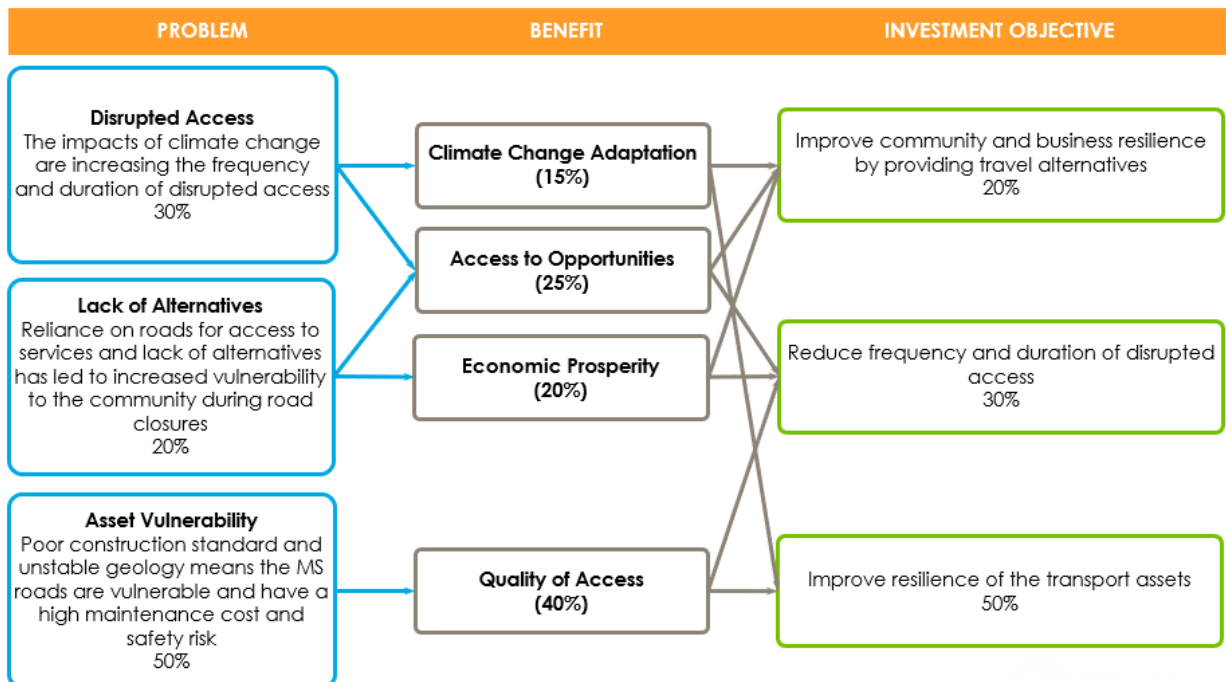 PROBLEM
BENEFIT
INVESTMENT OBJECTIVE
Disrupted Access
The impacts of climate change
are increasing the frequency
and duration of disrupted access
30%
Lack of Alternatives
Reliance on roads for access to
services and lack of alternatives
has led to increased vulnerability
to the community during road
closures
20%
Asset Vulnerability
Poor construction standard and
unstable geology means the MS
roads are vulnerable and have a
high maintenance cost and
safety risk
50%
Climate Change Adaptation
(15%)
Access to Opportunities
(25%)
Economic Prosperity
(20%)
Quality of Access
(40%)
Improve community and business resilience
by providing travel alternatives
20%
Reduce frequency and duration of disrupted
access
30%
Improve resilience of the transport assets
50%